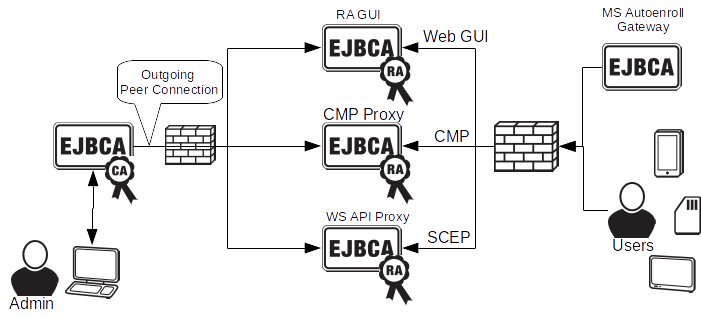 RA GUI
MS Autoenroll
Gateway
Web GUI
EJBCA
RA
EJBCA
Outgoing
Peer Connection
CMP Proxy
CMP
EJBCA
CA
EJBCA
RA
WS API Proxy
SCEP
EJBCA
RA
Users
Admin